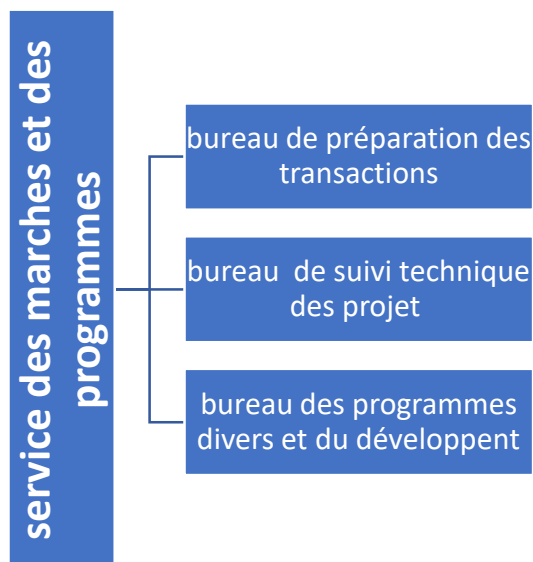 service des marches et des
programmes
bureau de préparation des
transactions
bureau de suivi technique
des projet
bureau des programmes
divers et du développent